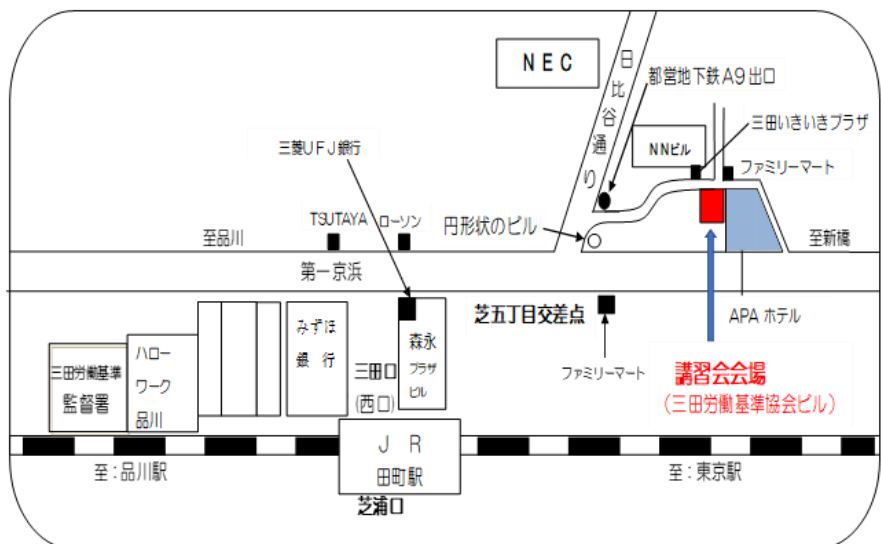 NEC
日比谷通り
都営地下鉄A9出口
三田いきいきプラザ
NNビル
ファミリーマート
三菱UFJ銀行
TSUTAYA
ローソン
円形状のビル
至品川
至新橋
第一京浜
APAホテル
芝五丁目交差点
みずほ
銀行
森永
プラザ
ビル
三田口
(西口)
ファミリーマート
講習会会場
(三田労働基準協会ビル)
三田労働基準
監督署
ハロー
ワーク
品川
JR
田町駅
芝浦口
至:品川駅
至:東京駅